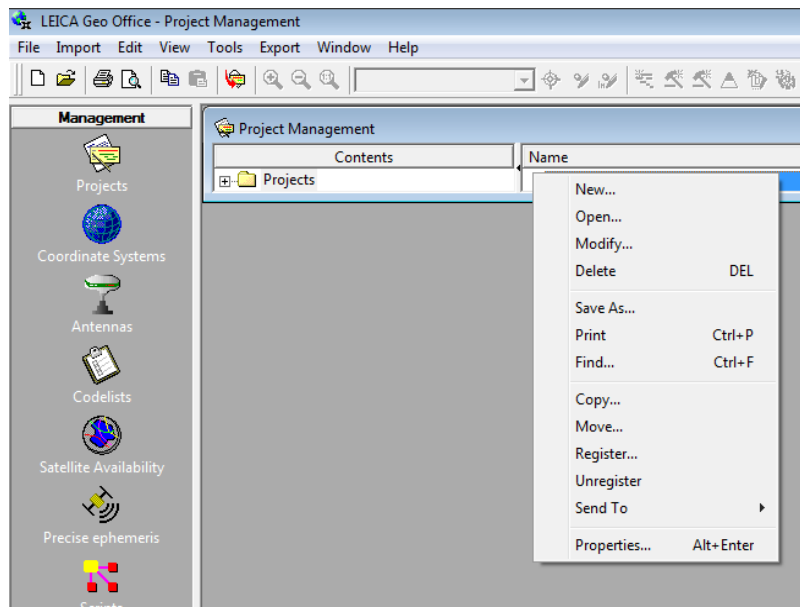 LEICA Geo Office - Project Management
File Import Edit View Tools Export Window Help
Management
Projects
Coordinate Systems
Antennas
Codelists
Satellite Availability
Precise ephemeris
Scripts
Project Management
Contents Name
Projects
New...
Open...
Modify...
Delete DEL
Save As...
Print Ctrl+P
Find... Ctrl+F
Copy...
Move...
Register...
Unregister
Send To
Properties... Alt+Enter